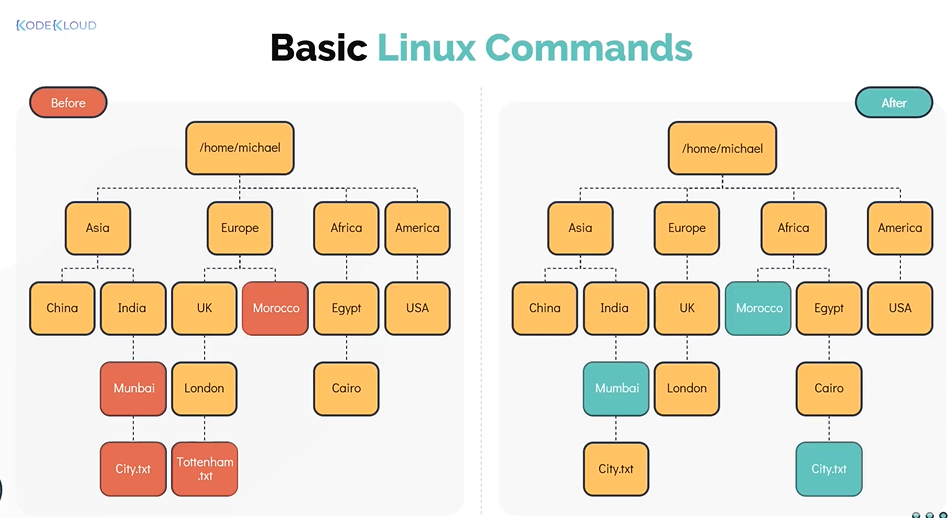 KODEKLOUD
Basic Linux Commands
Before
/home/michael
Asia
Europe
Africa
America
China
India
UK
Morocco
Egypt
USA
Munbai
London
Cairo
City.txt
Tottenham
.txt
After
/home/michael
Asia
Europe
Africa
America
China
India
UK
Morocco
Egypt
USA
Mumbai
London
Cairo
City.txt
City.txt